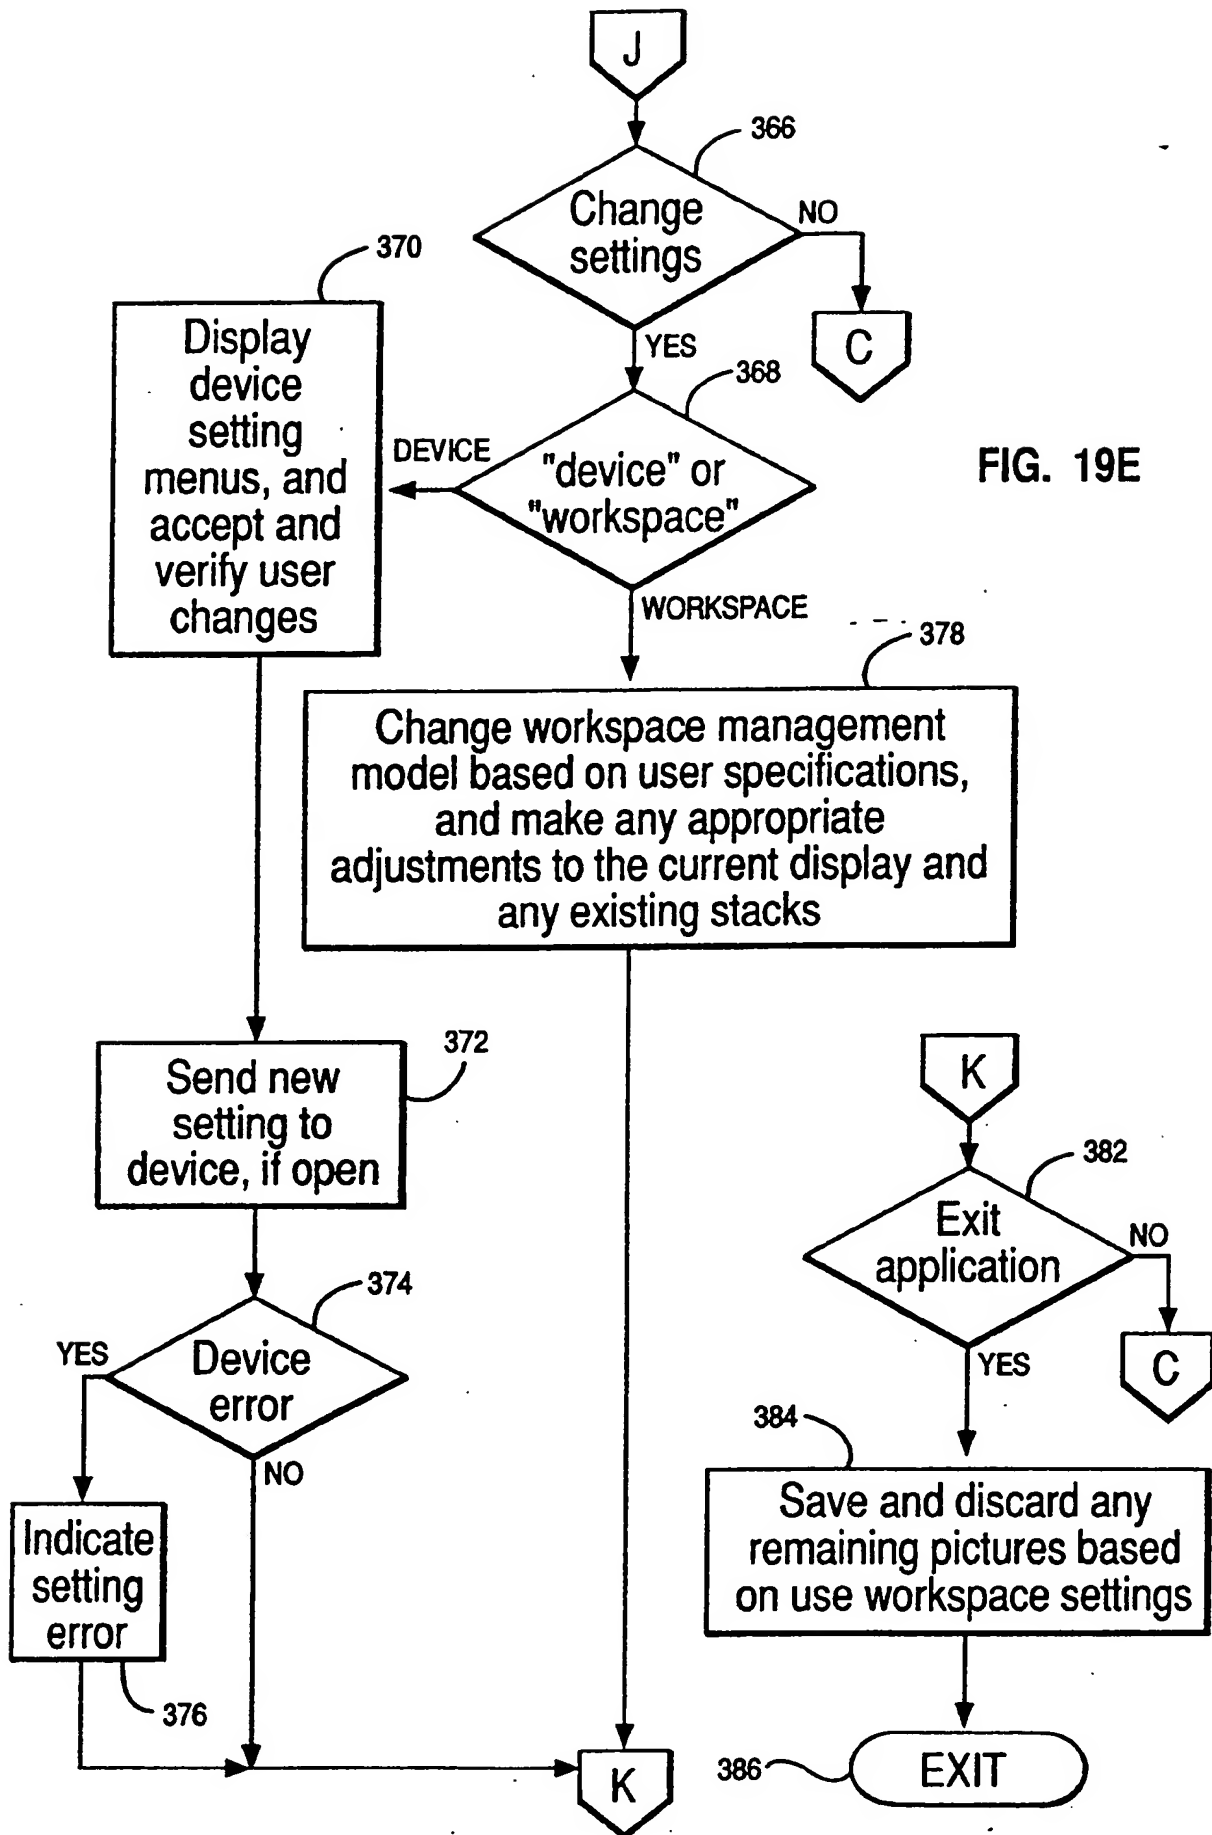 J
366
Change
settings
NO
C
YES
370
Display
device
setting
menus, and
accept and
verify user
changes
368
"device" or
"workspace"
DEVICE
WORKSPACE
FIG. 19E
378
Change workspace management
model based on user specifications,
and make any appropriate
adjustments to the current display and
any existing stacks
372
Send new
setting to
device, if open
374
Device
error
YES
NO
Indicate
setting
error
376
K
K
382
Exit
application
NO
C
YES
384
Save and discard any
remaining pictures based
on use workspace settings
386
EXIT